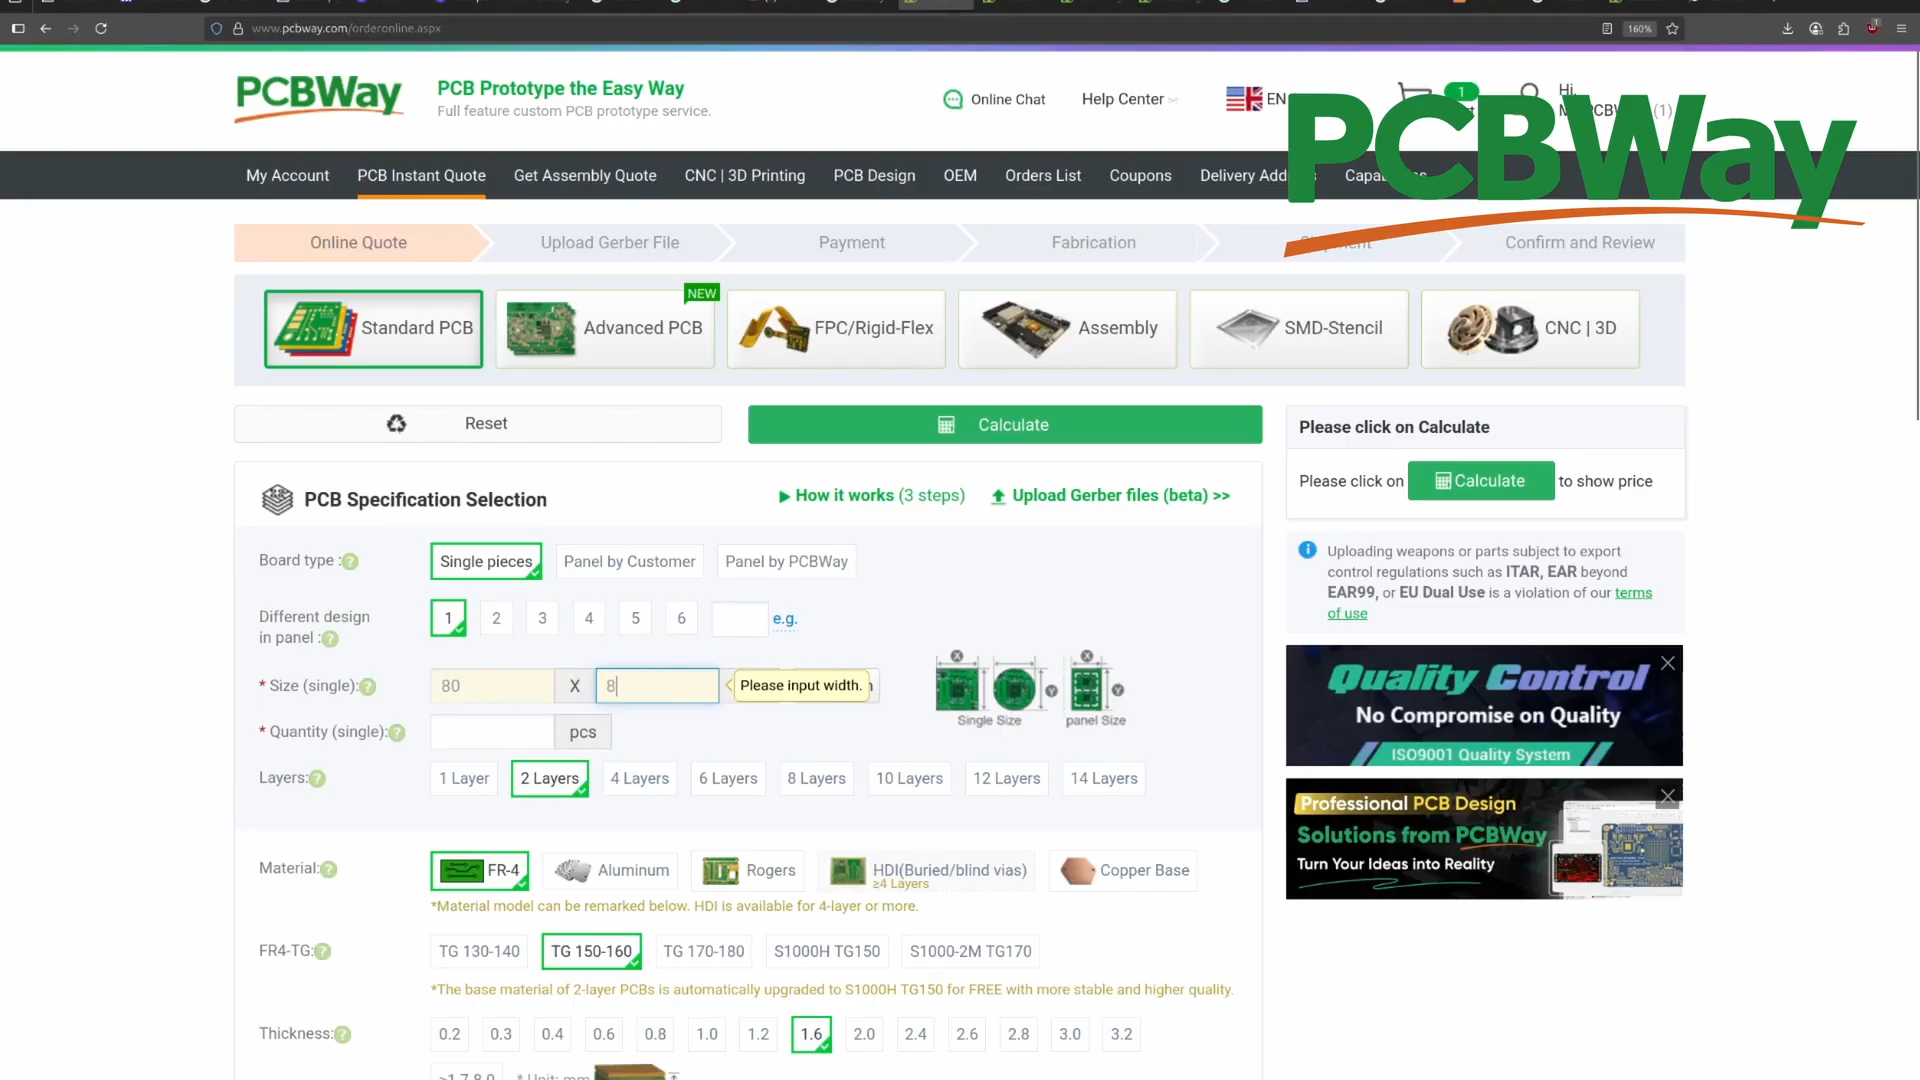 www.pcbway.com/orderonline.aspx
160%
1
PCBWay
PCB Prototype the Easy Way
Full feature custom PCB prototype service.
Online Chat
Help Center
EN
1
Hi,
(1)
PCBWay
My Account
PCB Instant Quote
Get Assembly Quote
CNC | 3D Printing
PCB Design
OEM
Orders List
Coupons
Delivery
Online Quote
Upload Gerber File
Payment
Fabrication
Shipment
Confirm and Review
Standard PCB
NEW
Advanced PCB
FPC/Rigid-Flex
Assembly
SMD-Stencil
CNC | 3D
Reset
Calculate
Please click on Calculate
Please click on Calculate to show price
PCB Specification Selection
How it works (3 steps)
Upload Gerber files (beta) >>
Uploading weapons or parts subject to export
control regulations such as ITAR, EAR beyond
EAR99, or EU Dual Use is a violation of our terms
of use
Board type :?
Single pieces
Panel by Customer
Panel by PCBWay
Different design
in panel :?
1
2
3
4
5
6
e.g.
* Size (single):?
80
X
8
Please input width.
X
Y
X
Y
Single Size
panel Size
* Quantity (single):?
pcs
Layers:?
1 Layer
2 Layers
4 Layers
6 Layers
8 Layers
10 Layers
12 Layers
14 Layers
Quality Control
No Compromise on Quality
ISO9001 Quality System
Professional PCB Design
Solutions from PCBWay
Turn Your Ideas into Reality
Material:?
FR-4
Aluminum
Rogers
HDI(Buried/blind vias)
≥4 Layers
Copper Base
*Material model can be remarked below. HDI is available for 4-layer or more.
FR4-TG:?
TG 130-140
TG 150-160
TG 170-180
S1000H TG150
S1000-2M TG170
*The base material of 2-layer PCBs is automatically upgraded to S1000H TG150 for FREE with more stable and higher quality.
Thickness:?
0.2
0.3
0.4
0.6
0.8
1.0
1.2
1.6
2.0
2.4
2.6
2.8
3.0
3.2
* Unit: mm